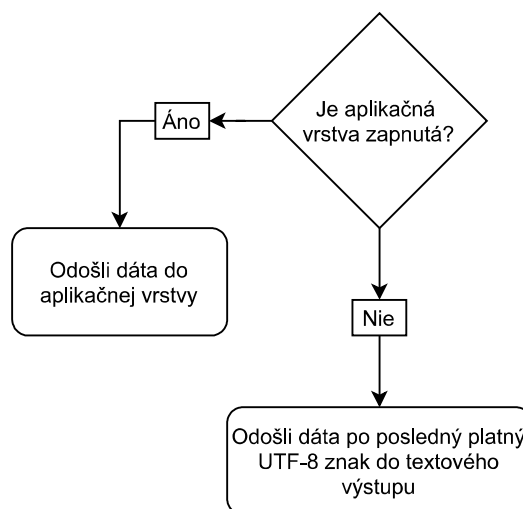 Je aplikačná
vrstva zapnutá?
Áno
Odošli dáta do
aplikačnej vrstvy
Nie
Odošli dáta po posledný platný
UTF-8 znak do textového
výstupu